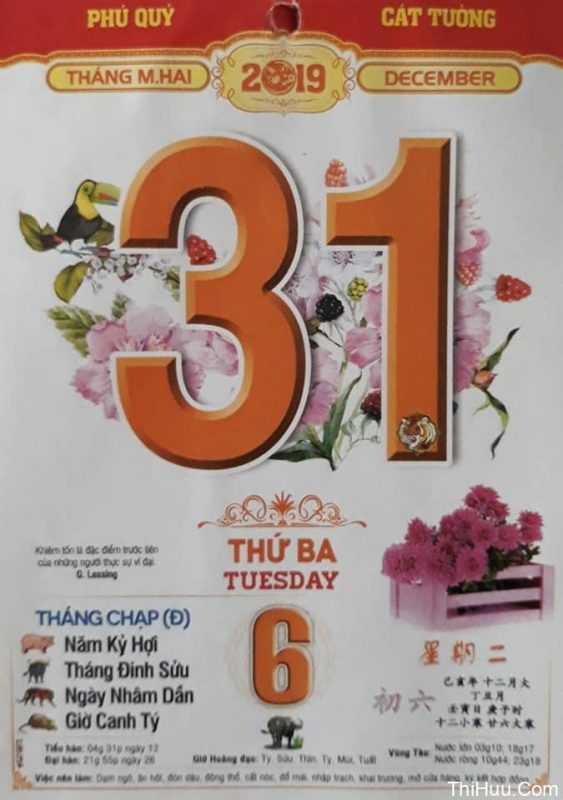 PHÚ QUÝ
CÁT TƯỜNG
THÁNG M.HAI
2019
DECEMBER
31
Khiêm tốn là đặc điểm trước tiên
của những người thực sự vĩ đại.
G. Lessing
THỨ BA
TUESDAY
THÁNG CHẠP (Đ)
Năm Kỷ Hợi
Tháng Đinh Sửu
Ngày Nhâm Dần
Giờ Canh Tý
6
星期二
初六
己亥年 十二月大
丁丑月
壬寅日 庚子时
十二小寒 廿六大寒
Tiểu hàn: 04g 31p ngày 12
Đại hàn: 21g 55p ngày 26
Giờ Hoàng đạo: Tý, Sửu, Thìn, Tỵ, Mùi, Tuất
Vũng Tàu: Nước lớn 03g10, 18g17
Nước ròng 10g44, 23g18
Việc nên làm: Dạm ngõ, ăn hỏi, đón dâu, động thổ, cất nóc, đổ mái, nhập trạch, khai trương, mở cửa hàng, ký kết hợp đồng
ThiHuu.Com